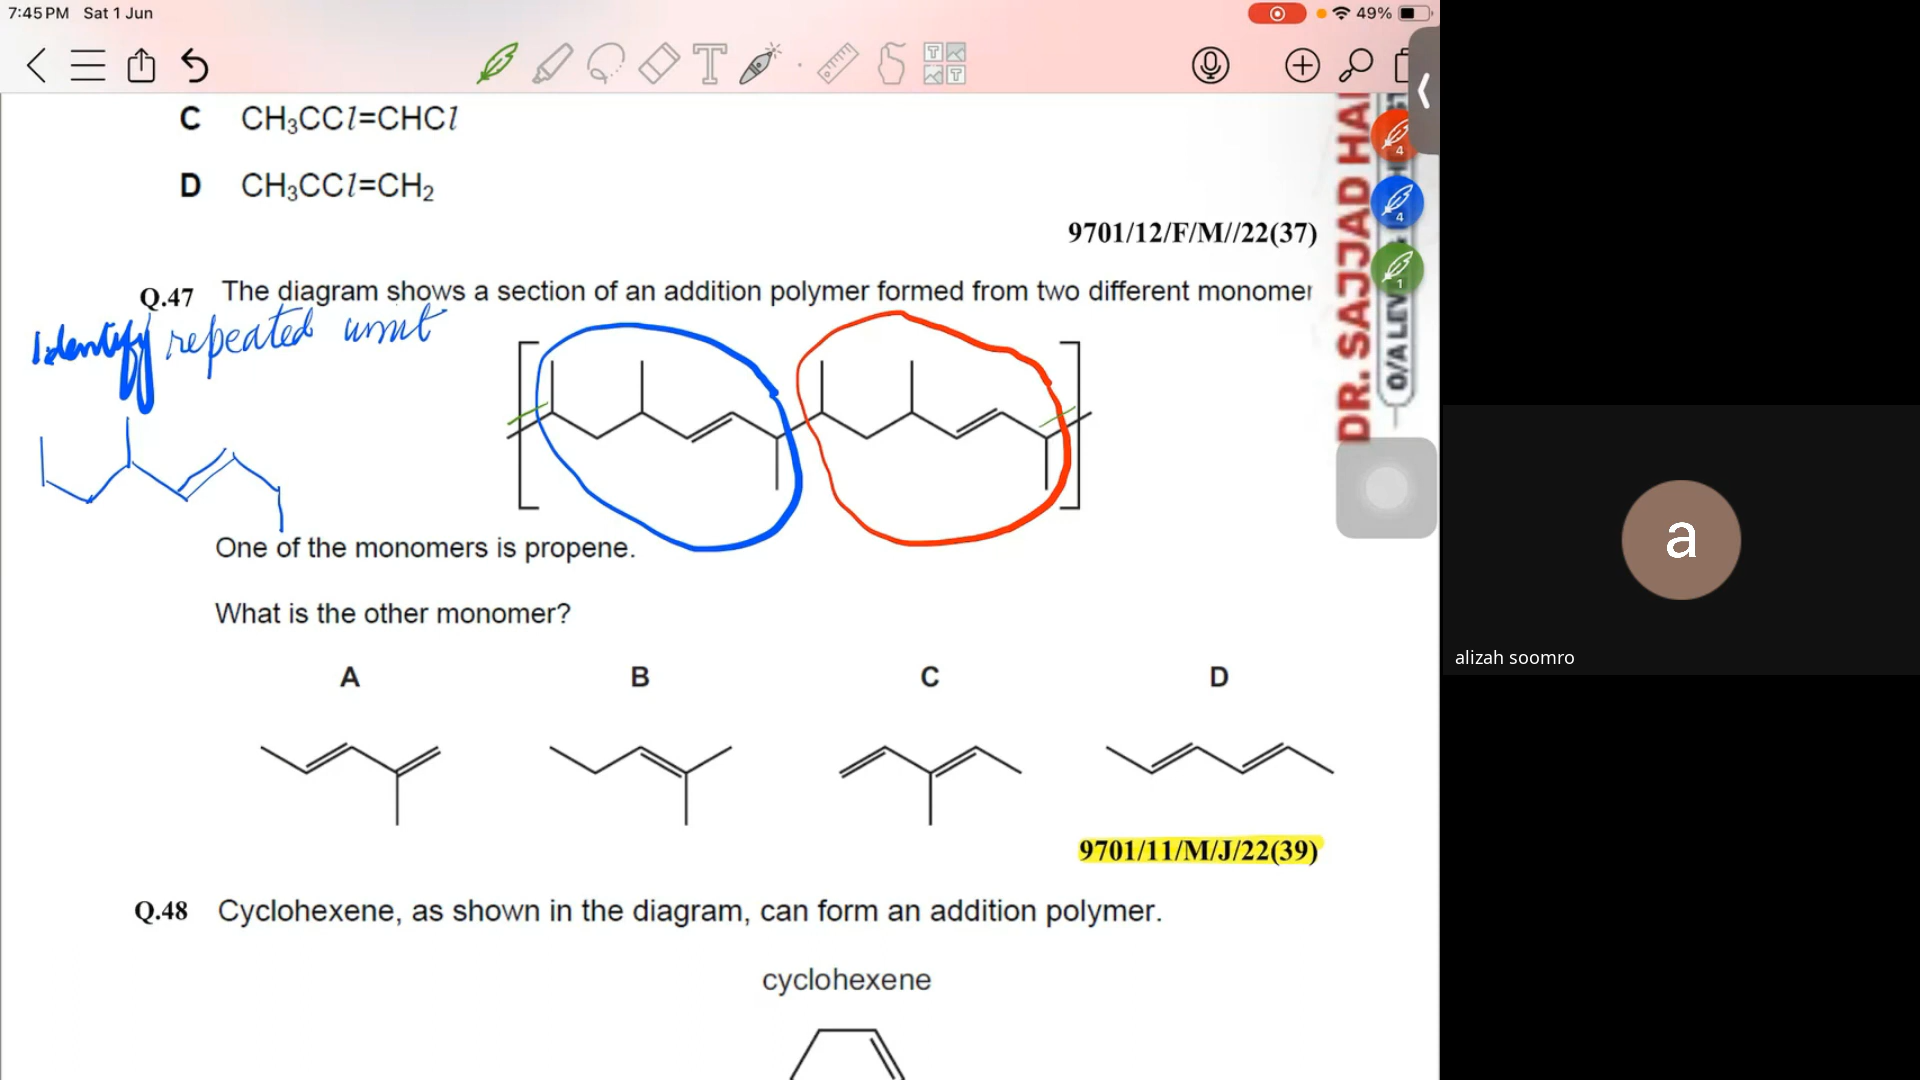 7:45 PM Sat 1 Jun
49%
C CH₃CCl=CHCl
D CH₃CCl=CH₂
9701/12/F/M//22(37)
Q.47 The diagram shows a section of an addition polymer formed from two different monomer
Identify repeated unit
One of the monomers is propene.
What is the other monomer?
A B C D
9701/11/M/J/22(39)
Q.48 Cyclohexene, as shown in the diagram, can form an addition polymer.
cyclohexene
DR. SAJJAD HAI
O/A LEV
4
4
1
T
T
T
a
alizah soomro